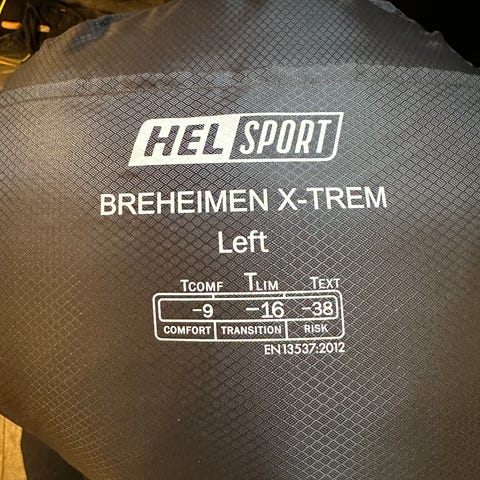 HEL SPORT
BREHEIMEN X-TREM
Left
TCOMF TLIM TEXT
-9 -16 -38
COMFORT TRANSITION RISK
EN13537:2012